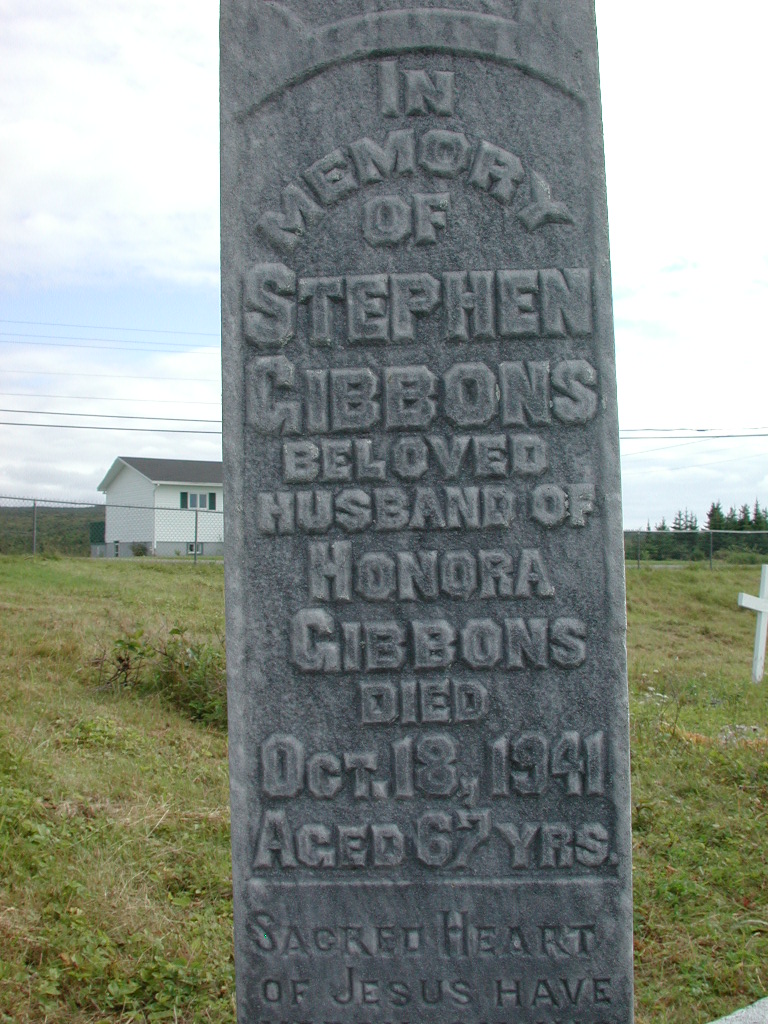 IN
MEMORY
OF
STEPHEN
GIBBONS
BELOVED
HUSBAND OF
HONORA
GIBBONS
DIED
OCT. 18, 1941
AGED 67 YRS.
SACRED HEART
OF JESUS HAVE